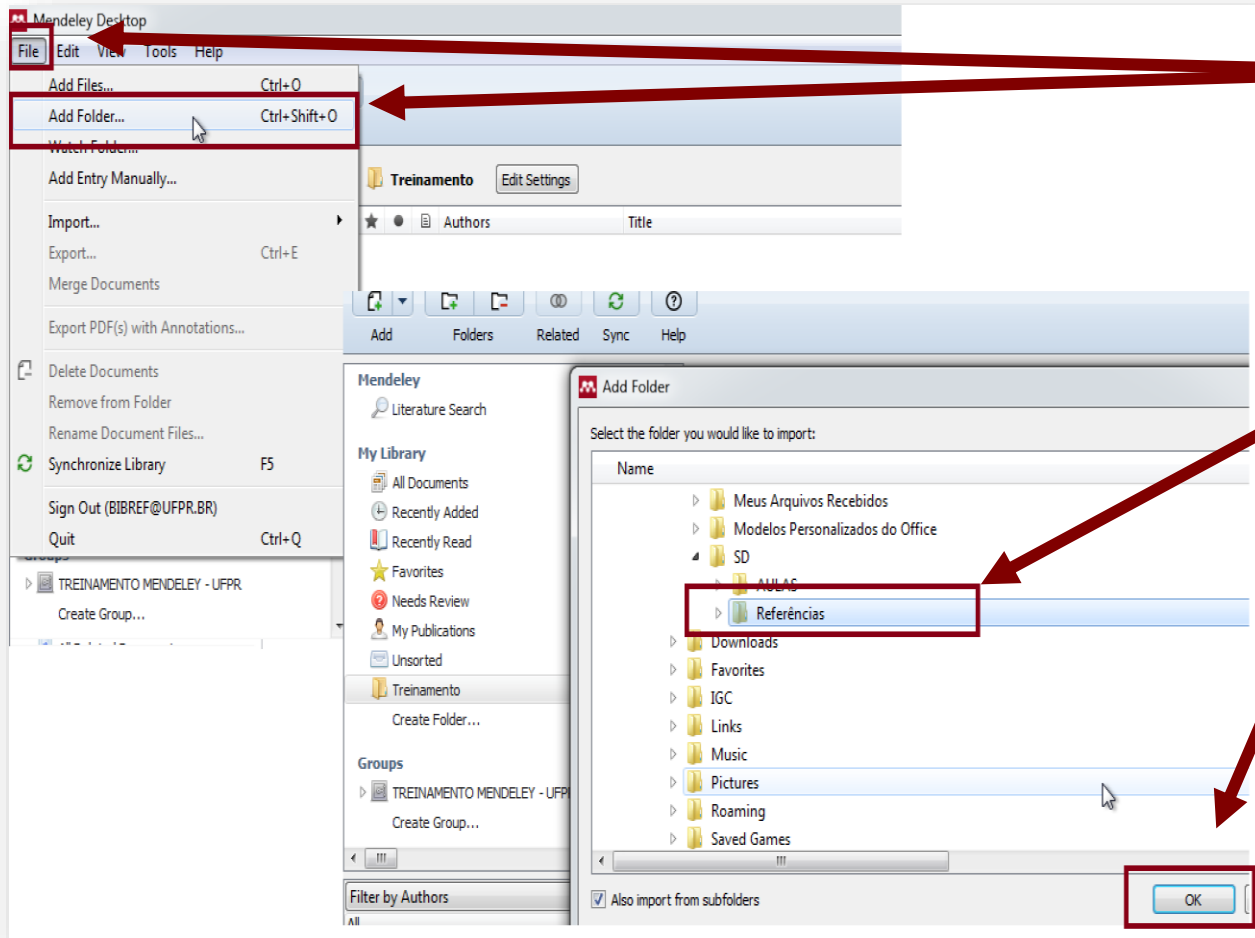 Mendeley Desktop
File Edit View Tools Help
Add Files... Ctrl+O
Add Folder... Ctrl+Shift+O
Watch Folder...
Add Entry Manually...
Import...
Export... Ctrl+E
Merge Documents
Export PDF(s) with Annotations...
Delete Documents
Remove from Folder
Rename Document Files...
Synchronize Library F5
Sign Out (BIBREF@UFPR.BR)
Quit Ctrl+Q
Groups
TREINAMENTO MENDELEY - UFPR
Create Group...
Treinamento Edit Settings
Authors Title
Add Folders Related Sync Help
Mendeley
Literature Search
My Library
All Documents
Recently Added
Recently Read
Favorites
Needs Review
My Publications
Unsorted
Treinamento
Create Folder...
Groups
TREINAMENTO MENDELEY - UFPR
Create Group...
Filter by Authors
All
Add Folder
Select the folder you would like to import:
Name
Meus Arquivos Recebidos
Modelos Personalizados do Office
SD
AULAS
Referências
Downloads
Favorites
IGC
Links
Music
Pictures
Roaming
Saved Games
Also import from subfolders
OK